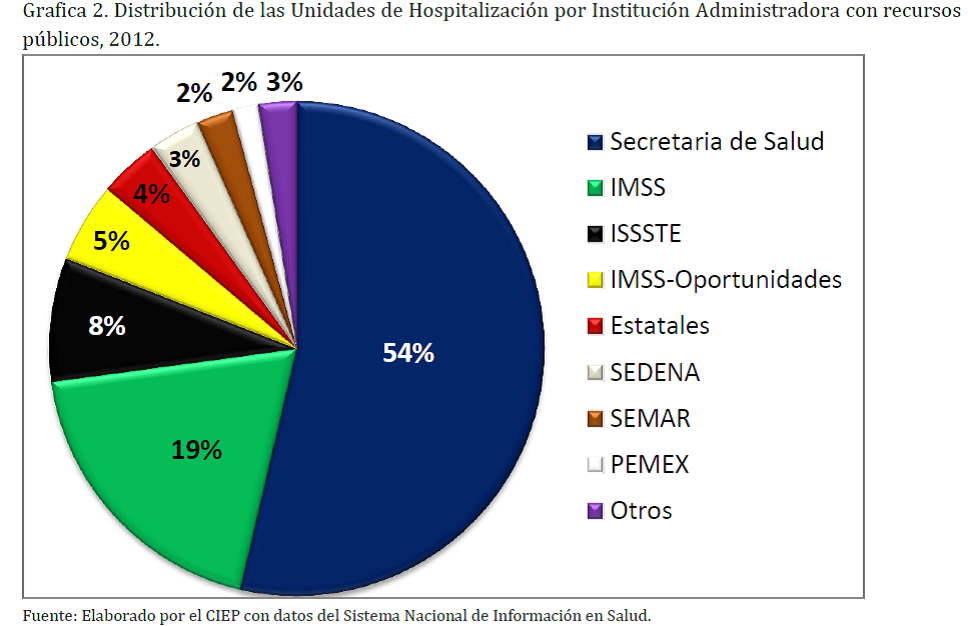 Grafica 2. Distribución de las Unidades de Hospitalización por Institución Administradora con recursos
públicos, 2012.
2% 2% 3%
3%
4%
5%
8%
54%
19%
Secretaria de Salud
IMSS
ISSSTE
IMSS-Oportunidades
Estatales
SEDENA
SEMAR
PEMEX
Otros
Fuente: Elaborado por el CIEP con datos del Sistema Nacional de Información en Salud.